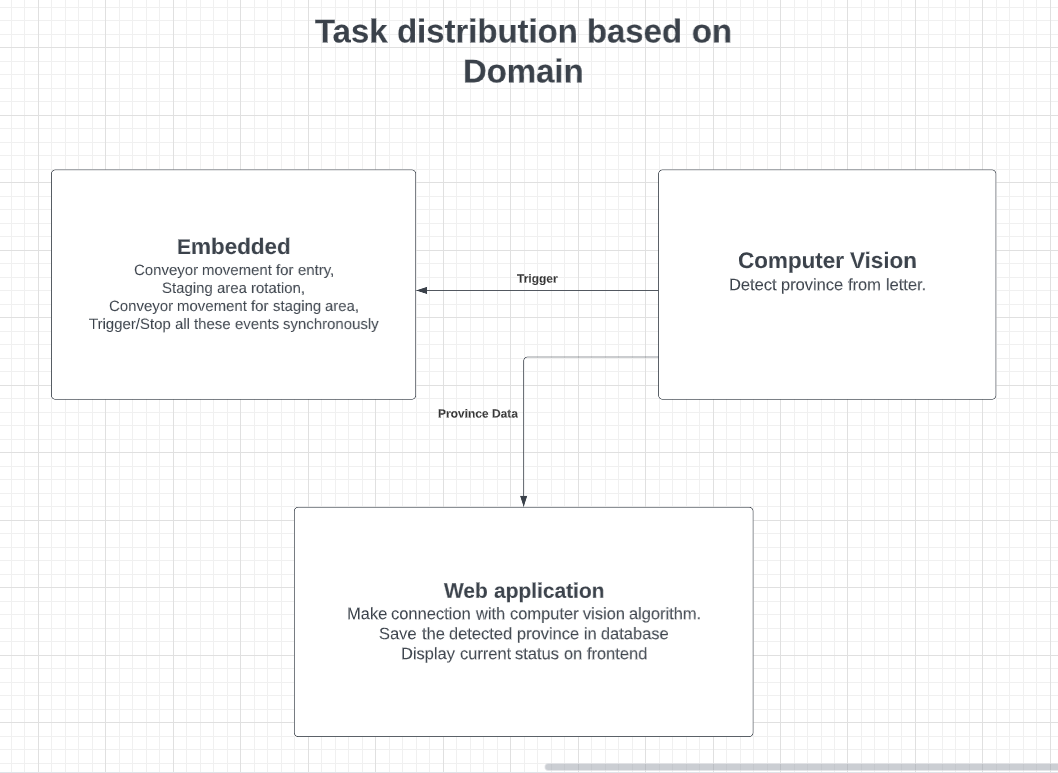 Task distribution based on
Domain
Embedded
Conveyor movement for entry,
Staging area rotation,
Conveyor movement for staging area,
Trigger/Stop all these events synchronously
Trigger
Computer Vision
Detect province from letter.
Province Data
Web application
Make connection with computer vision algorithm.
Save the detected province in database
Display current status on frontend